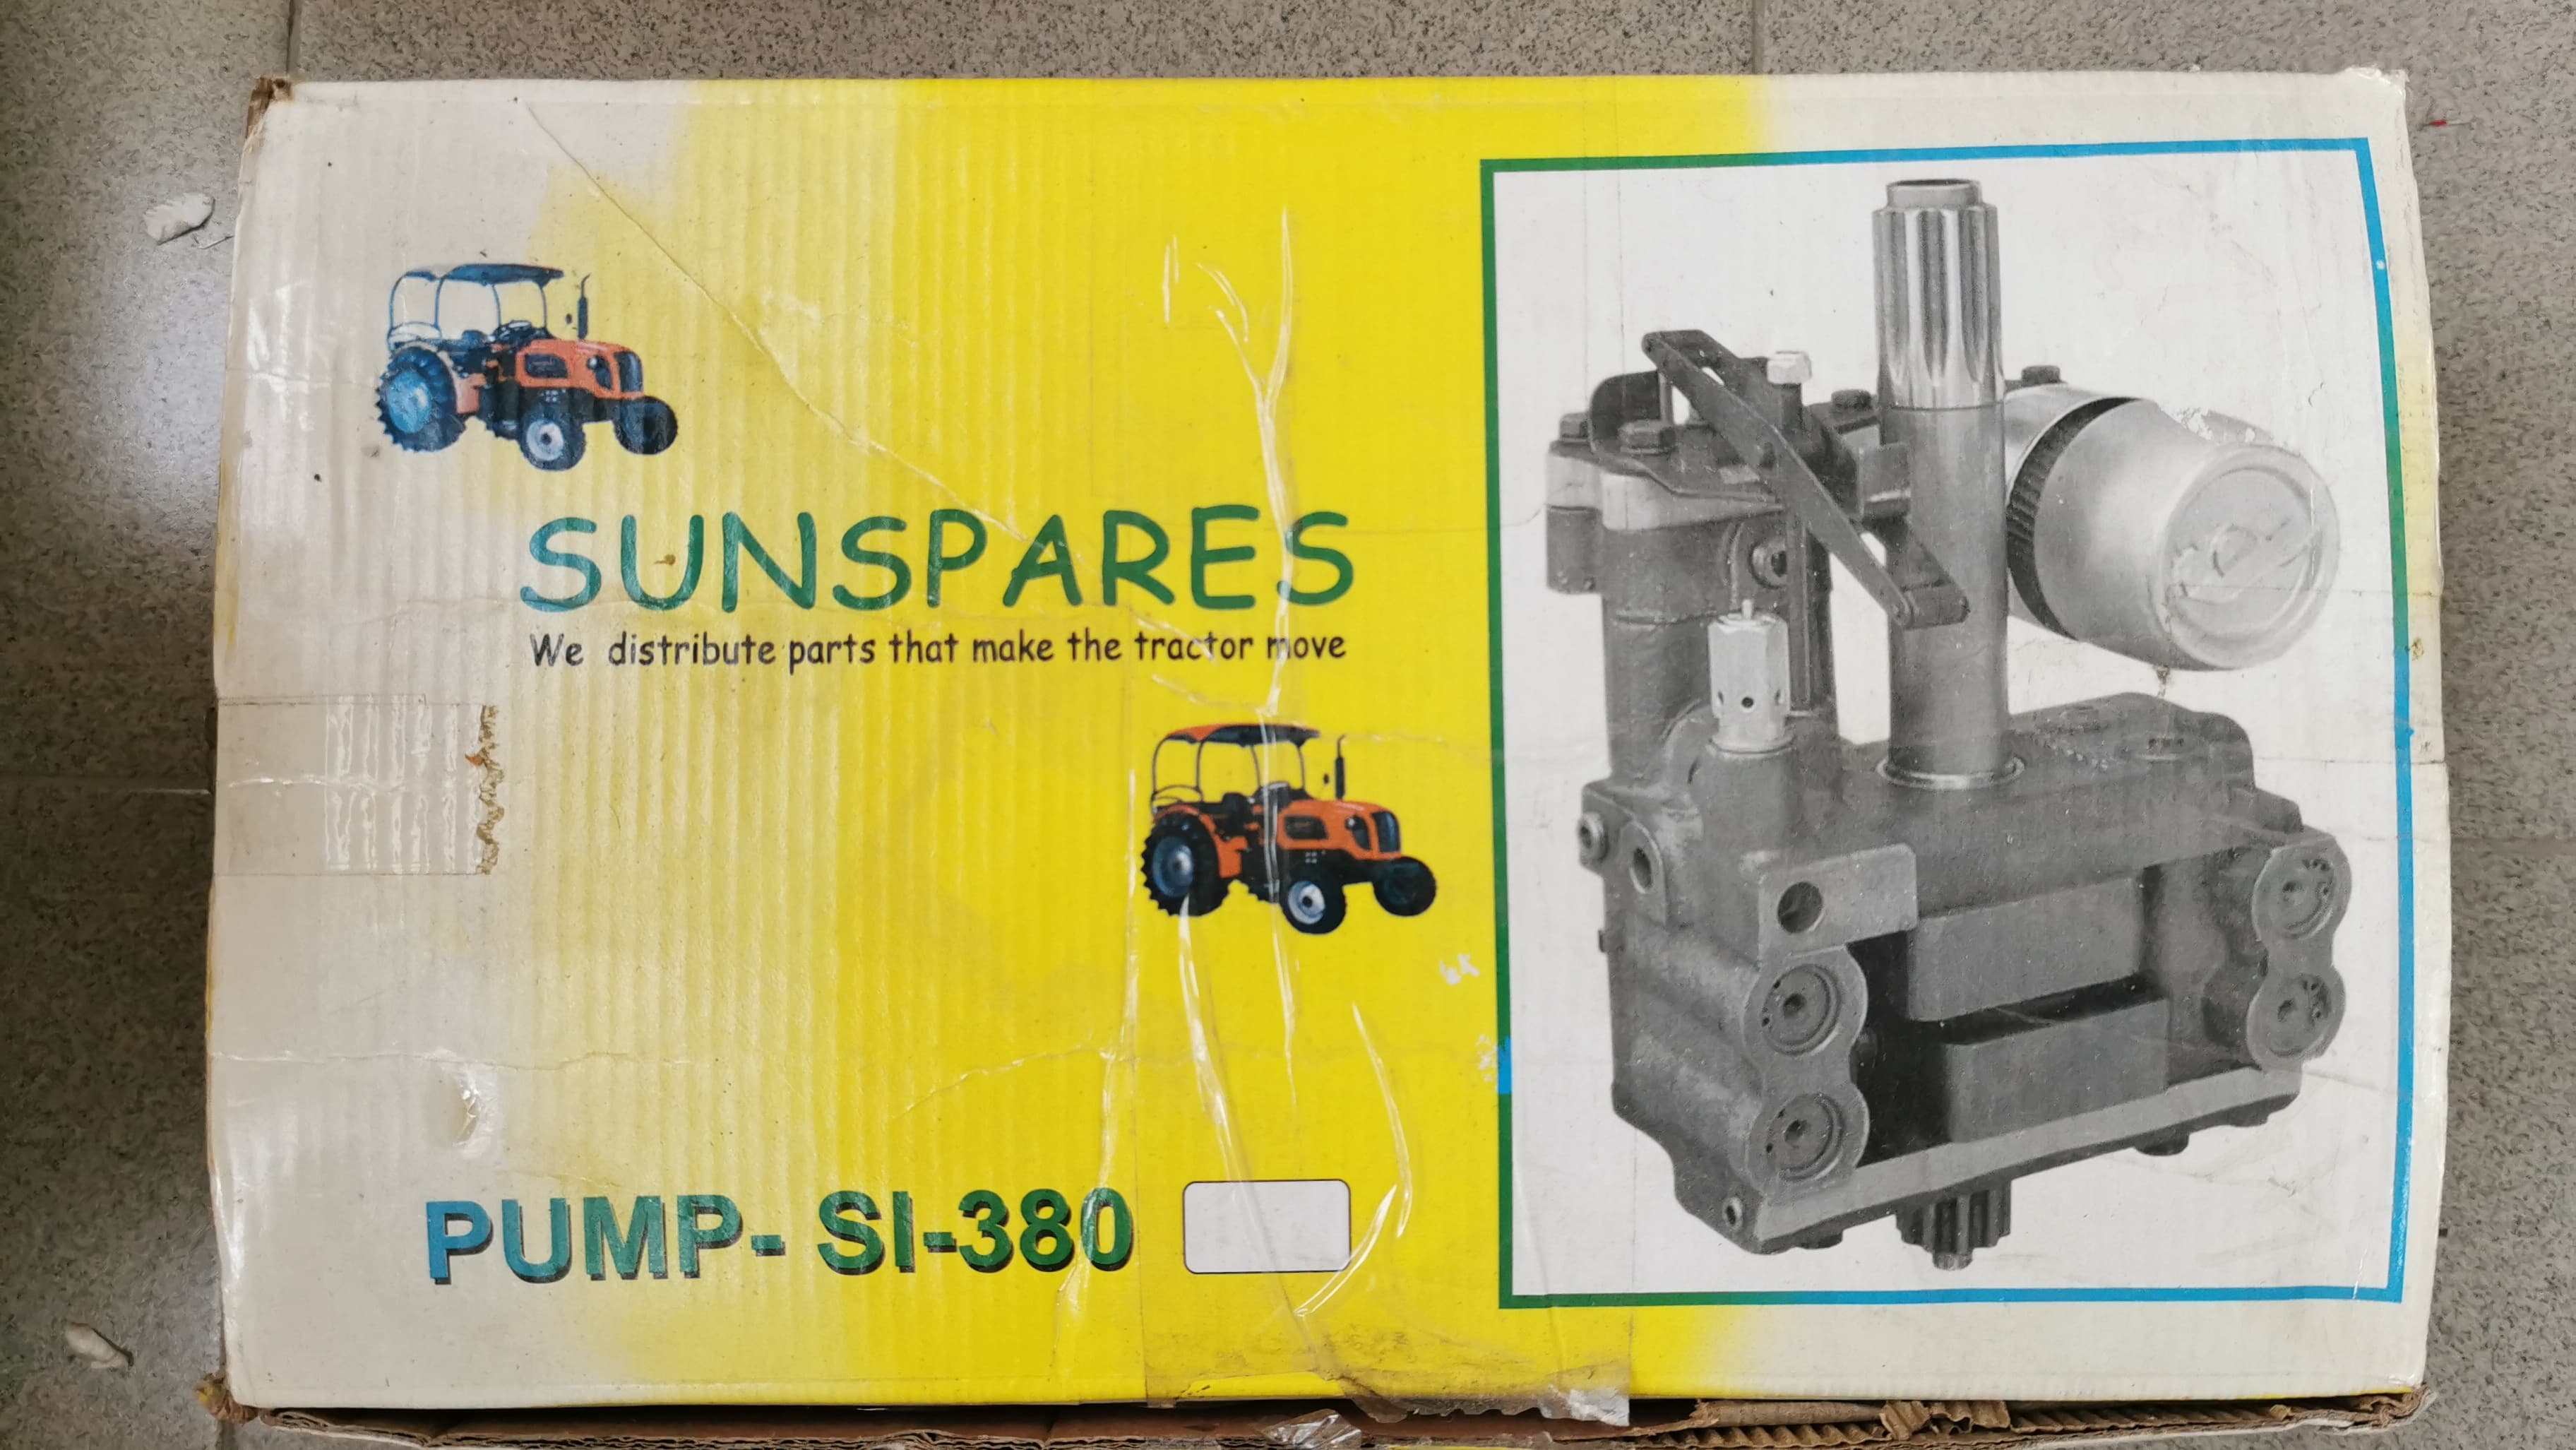 SUNSPARES
We distribute parts that make the tractor move
PUMP- SI-380